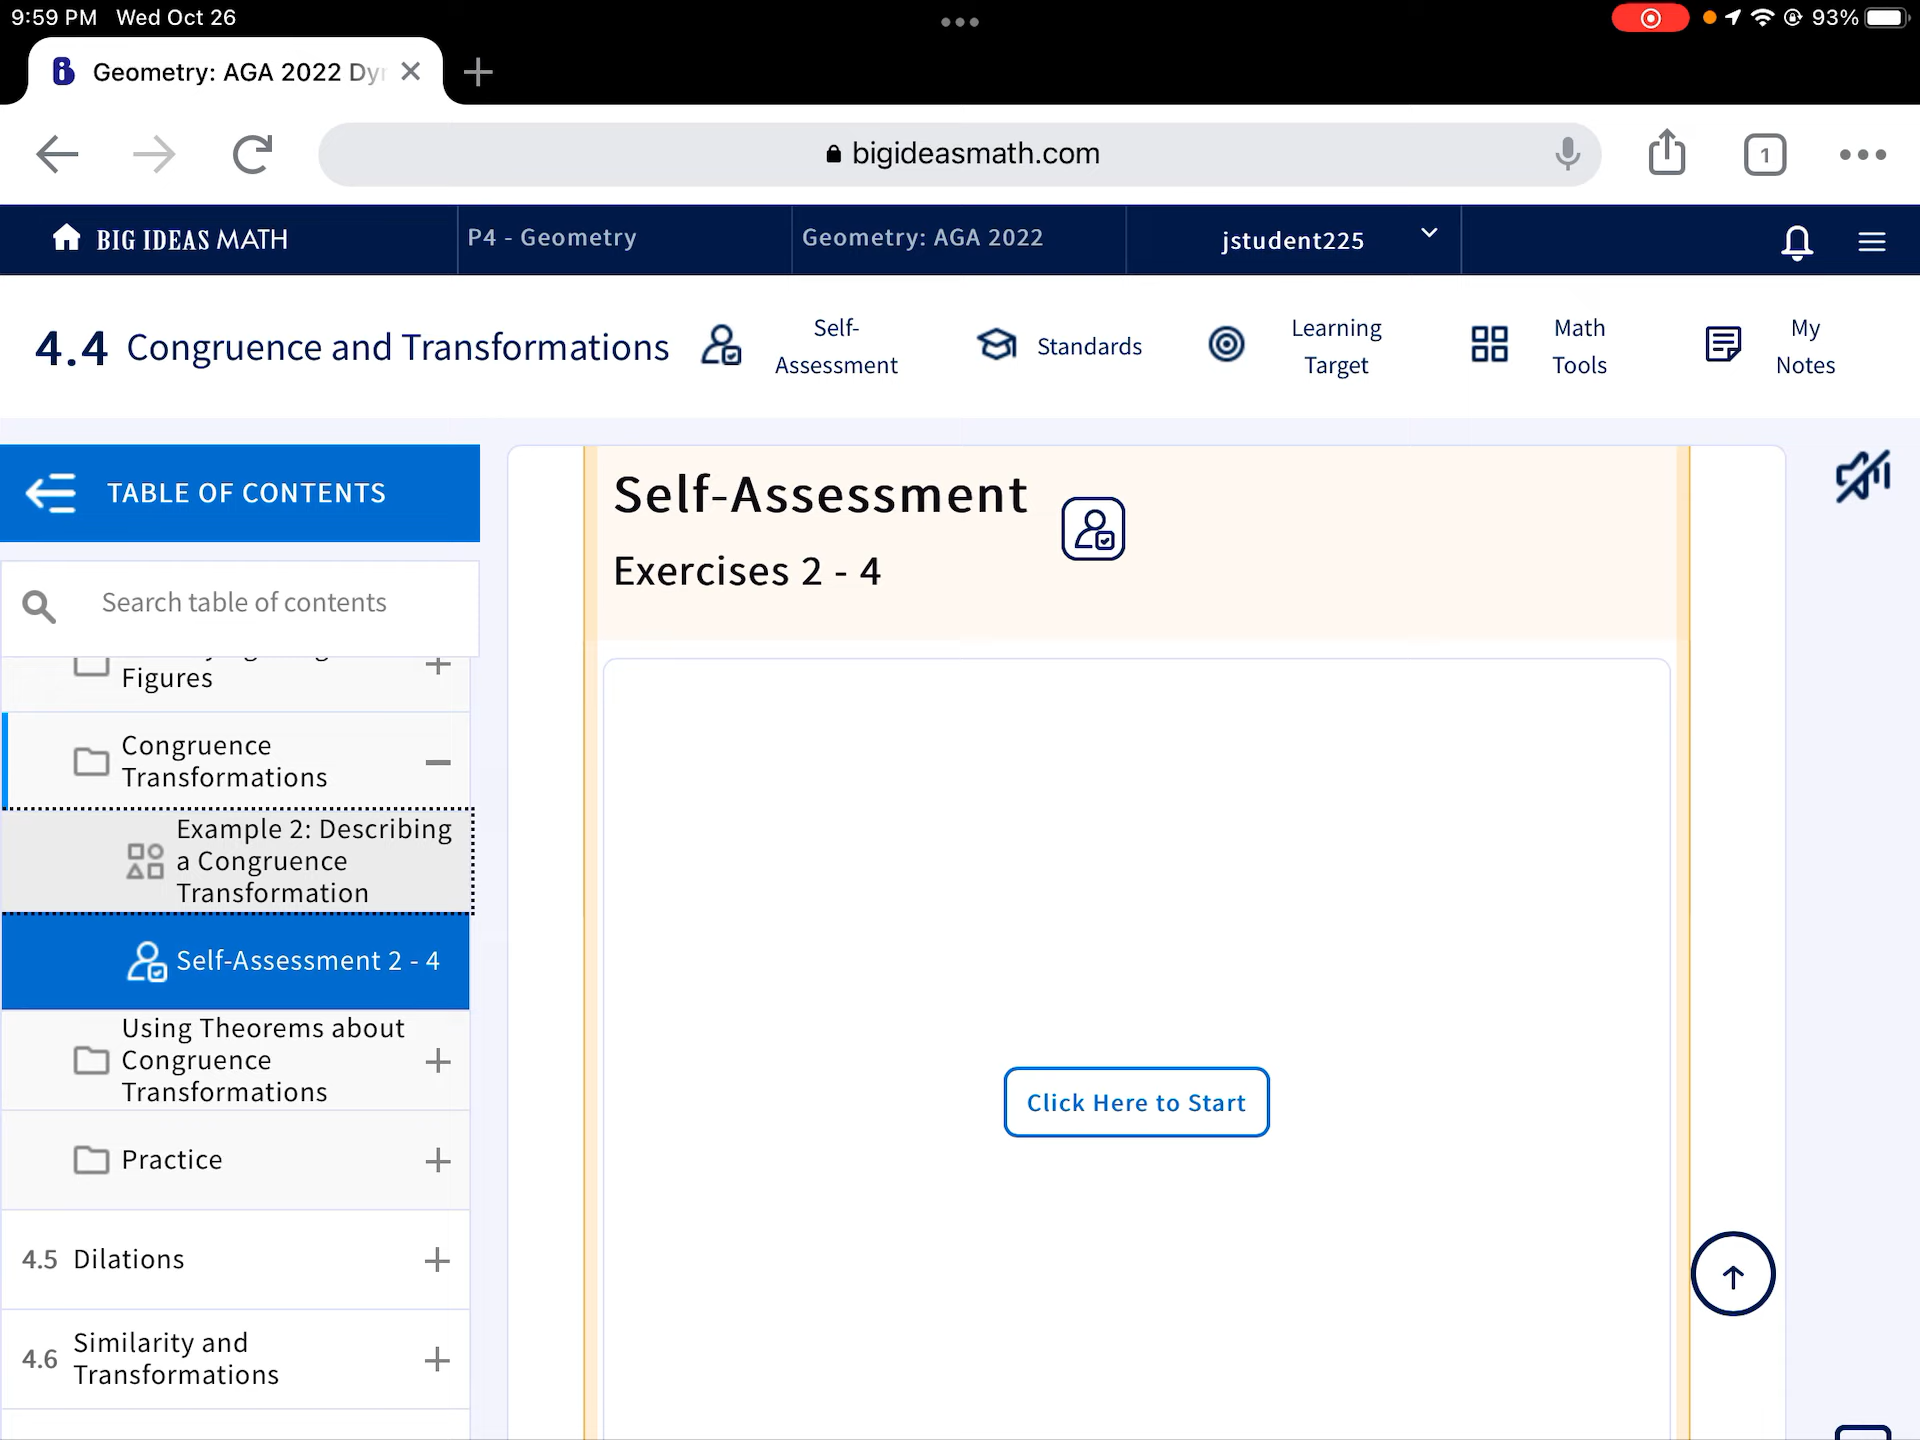 9:59 PM Wed Oct 26
93%
Geometry: AGA 2022 Dyn
bigideasmath.com
1
BIG IDEAS MATH
P4 - Geometry
Geometry: AGA 2022
jstudent225
4.4 Congruence and Transformations
Self-
Assessment
Standards
Learning
Target
Math
Tools
My
Notes
TABLE OF CONTENTS
Search table of contents
Figures
Congruence
Transformations
Example 2: Describing
a Congruence
Transformation
Self-Assessment 2 - 4
Using Theorems about
Congruence
Transformations
Practice
4.5 Dilations
4.6 Similarity and
Transformations
Self-Assessment
Exercises 2 - 4
Click Here to Start